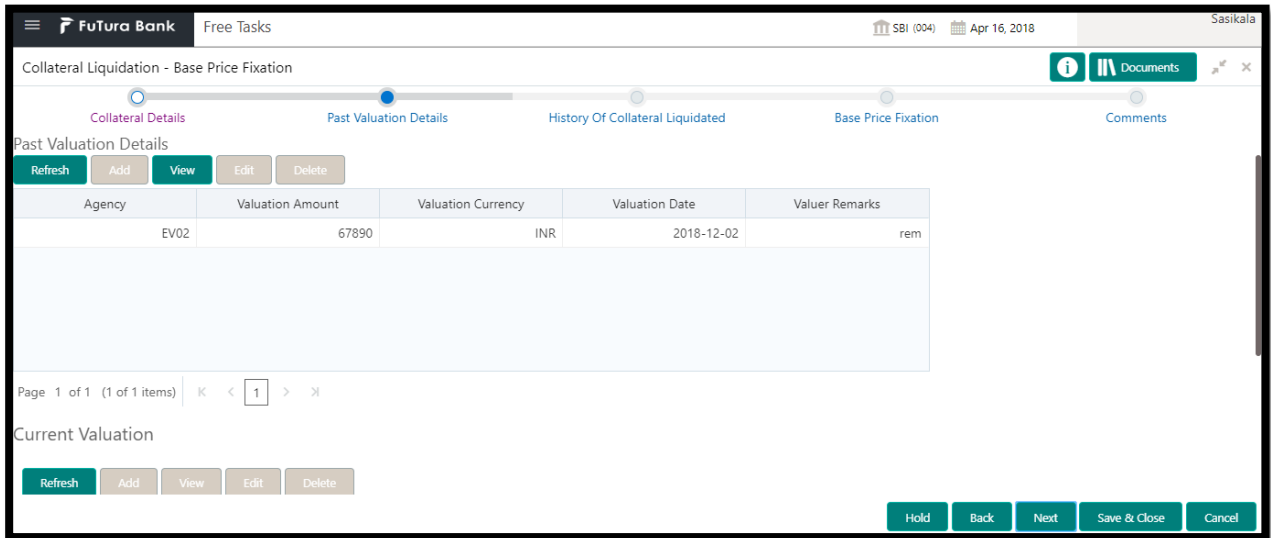 FuTura Bank Free Tasks SBI (004) Apr 16, 2018 Sasikala
Collateral Liquidation - Base Price Fixation i Documents
Collateral Details Past Valuation Details History Of Collateral Liquidated Base Price Fixation Comments
Past Valuation Details
Refresh Add View Edit Delete
Agency Valuation Amount Valuation Currency Valuation Date Valuer Remarks
EV02 67890 INR 2018-12-02 rem
Page 1 of 1 (1 of 1 items) 1
Current Valuation
Refresh Add View Edit Delete
Hold Back Next Save & Close Cancel